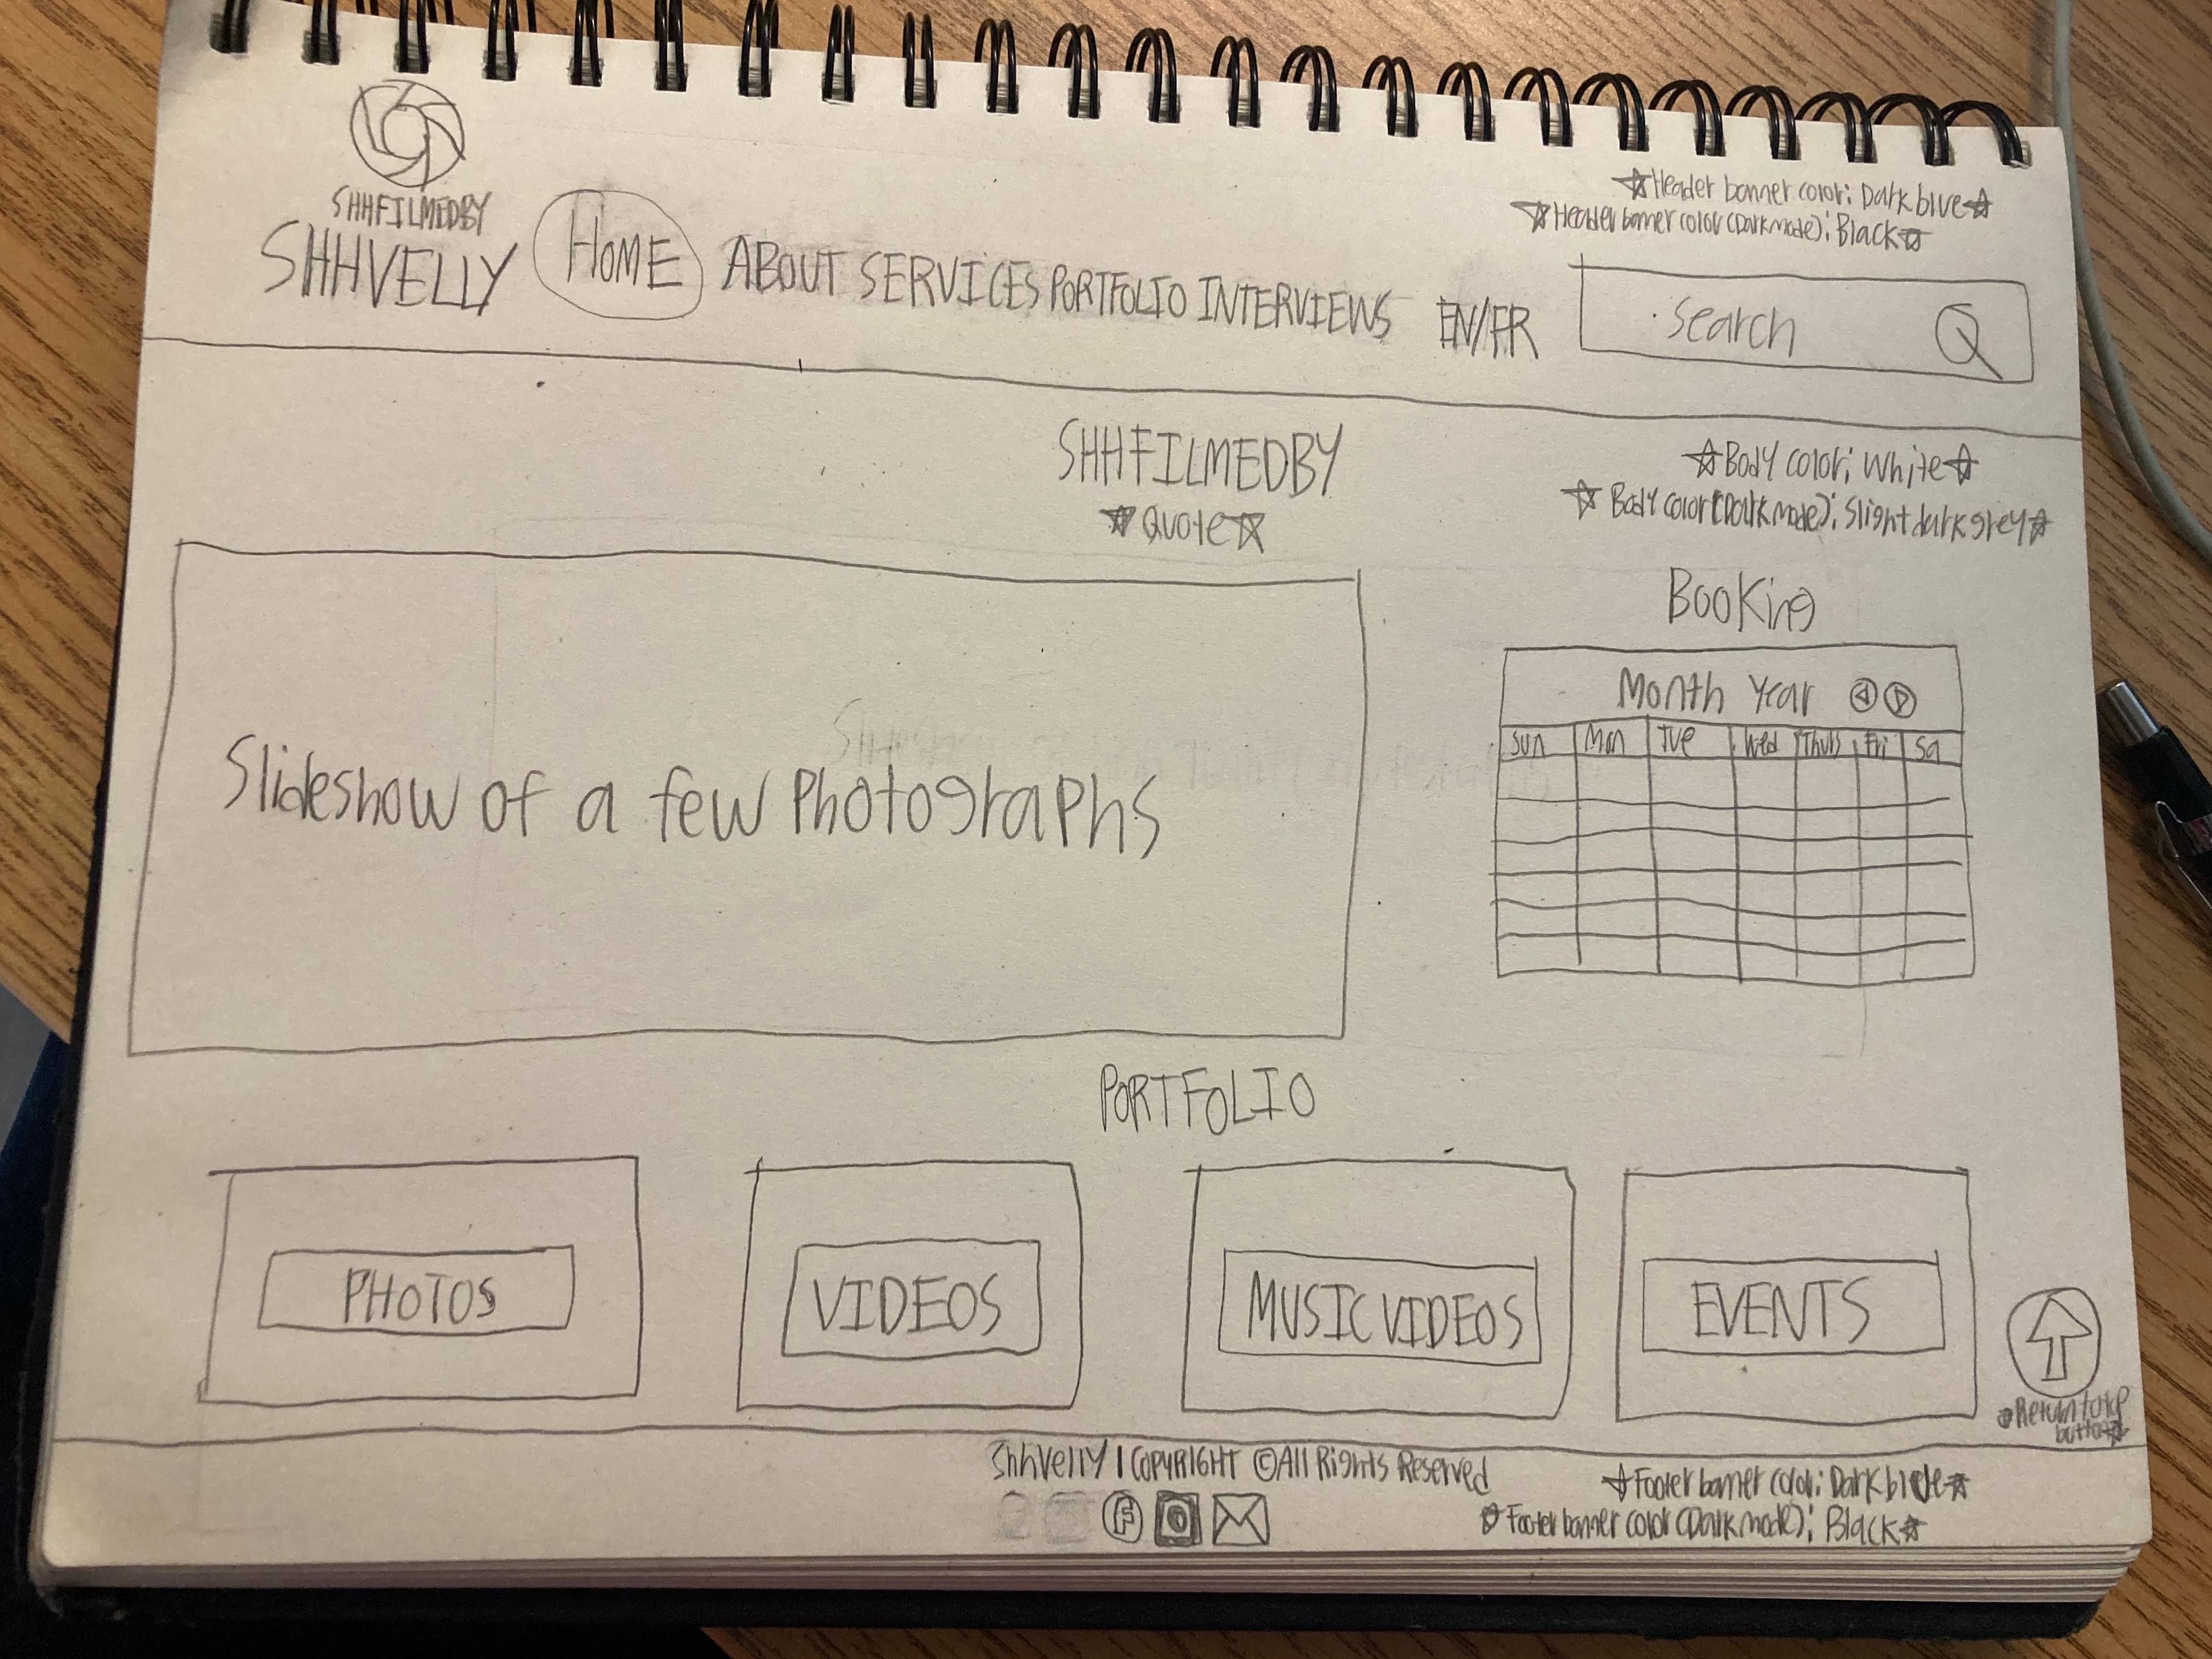 SHHFILMEDBY
SHHVELLY
HOME ABOUT SERVICES PORTFOLIO INTERVIEWS EN/FR
Search
☆Header banner color: Dark blue☆
☆Header banner color (Dark mode): Black☆
SHHFILMEDBY
★Quote☆
☆Body color: White☆
☆Body color (Dark mode): Slight dark grey☆
Slideshow of a few Photographs
Booking
Month Year
Sun Mon Tue Wed Thurs Fri Sa
PORTFOLIO
PHOTOS
VIDEOS
MUSIC VIDEOS
EVENTS
☆Return to top
button☆
ShhVelly | COPYRIGHT ©All Rights Reserved
F
☆Footer banner color: Dark blue☆
☆Footer banner color (Dark mode): Black☆